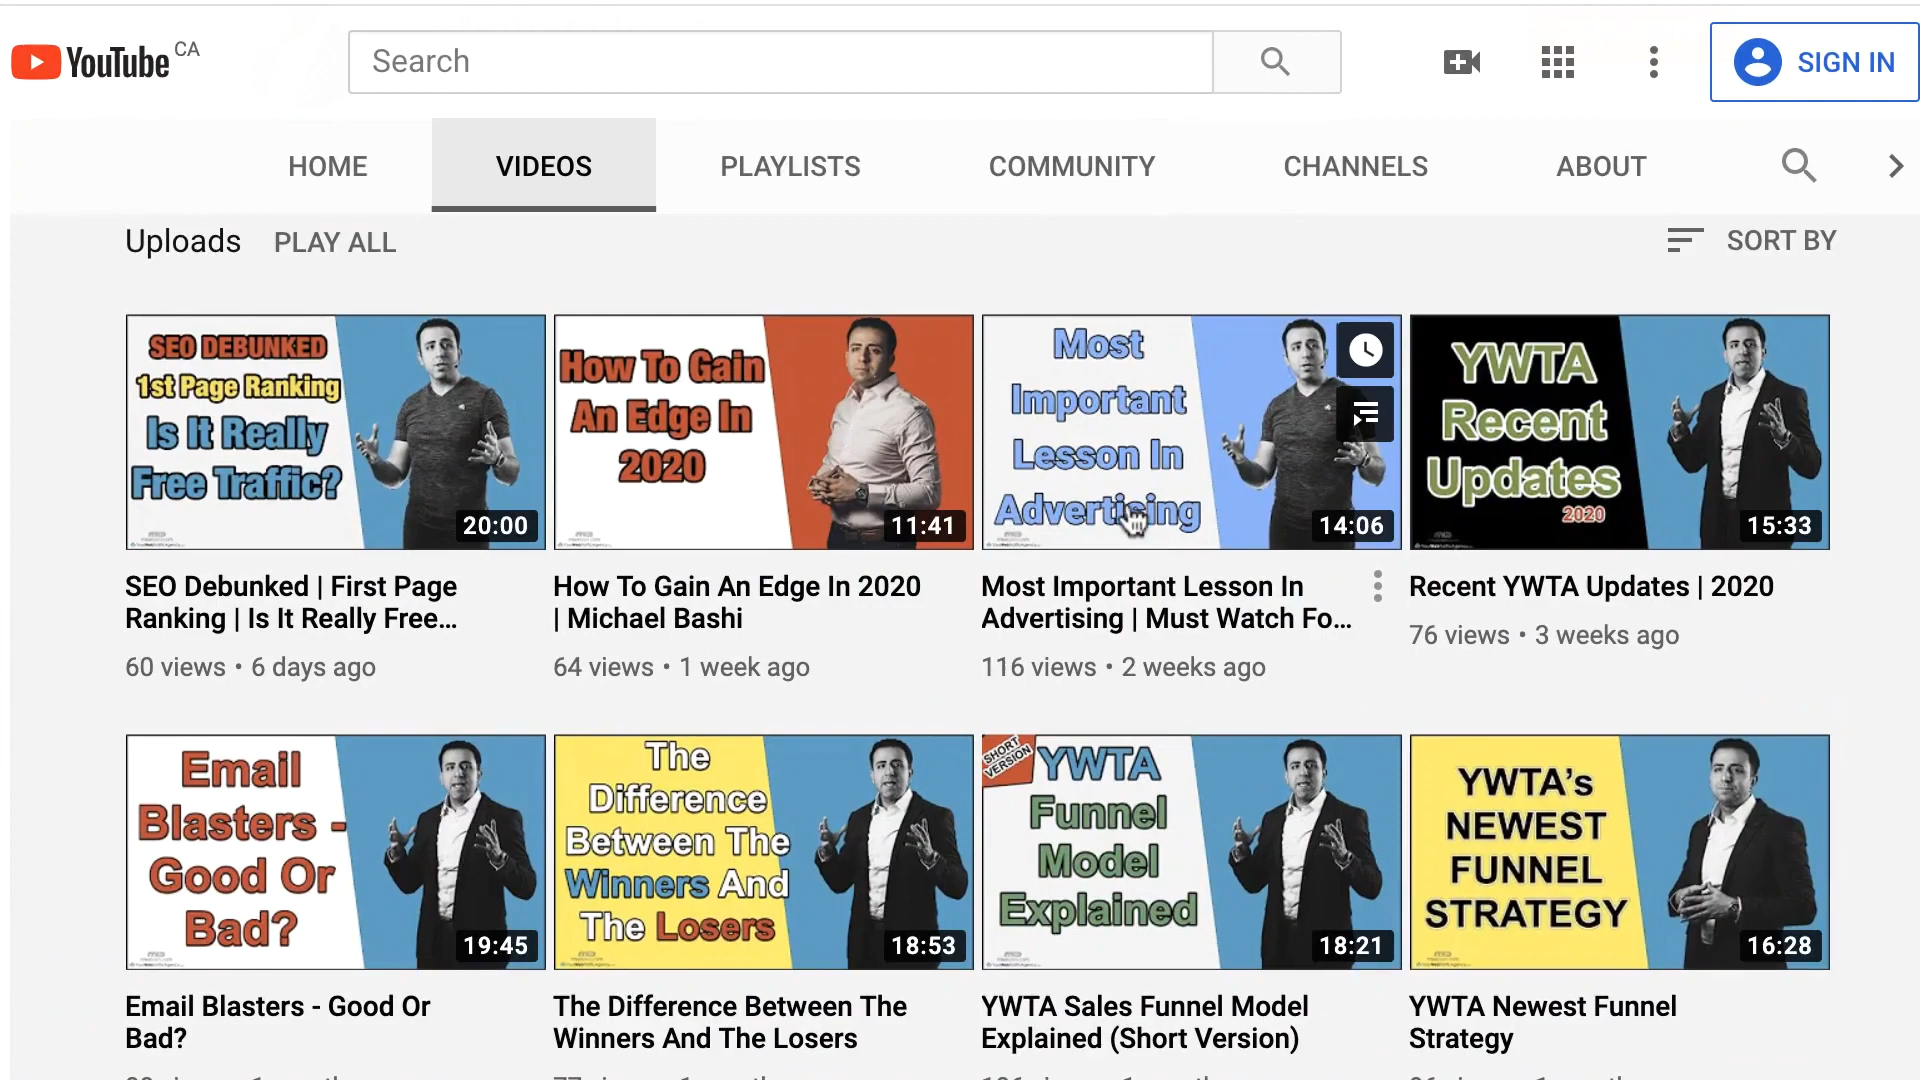 YouTube CA
Search
SIGN IN
HOME
VIDEOS
PLAYLISTS
COMMUNITY
CHANNELS
ABOUT
Uploads
PLAY ALL
SORT BY
SEO DEBUNKED
1st Page Ranking
Is It Really
Free Traffic?
20:00
How To Gain
An Edge In
2020
11:41
Most
Important
Lesson In
Advertising
14:06
YWTA
Recent
Updates
2020
15:33
SEO Debunked | First Page
Ranking | Is It Really Free...
60 views • 6 days ago
How To Gain An Edge In 2020
| Michael Bashi
64 views • 1 week ago
Most Important Lesson In
Advertising | Must Watch Fo...
116 views • 2 weeks ago
Recent YWTA Updates | 2020
76 views • 3 weeks ago
Email
Blasters -
Good Or
Bad?
19:45
The
Difference
Between The
Winners And
The Losers
18:53
SHORT
VERSION
YWTA
Funnel
Model
Explained
18:21
YWTA's
NEWEST
FUNNEL
STRATEGY
16:28
Email Blasters - Good Or
Bad?
The Difference Between The
Winners And The Losers
YWTA Sales Funnel Model
Explained (Short Version)
YWTA Newest Funnel
Strategy